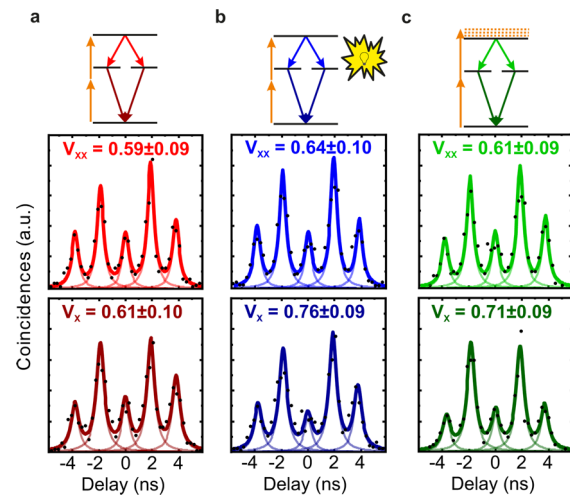 a
b
c
V_XX = 0.59±0.09
V_XX = 0.64±0.10
V_XX = 0.61±0.09
Coincidences (a.u.)
V_X = 0.61±0.10
V_X = 0.76±0.09
V_X = 0.71±0.09
-4 -2 0 2 4
-4 -2 0 2 4
-4 -2 0 2 4
Delay (ns)
Delay (ns)
Delay (ns)